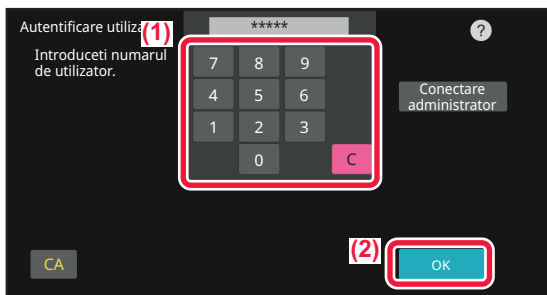 Autentificare utiliza
(1)
*****
?
Introduceti numarul
de utilizator.
7 8 9
4 5 6
1 2 3
0 C
Conectare
administrator
(2)
CA
OK